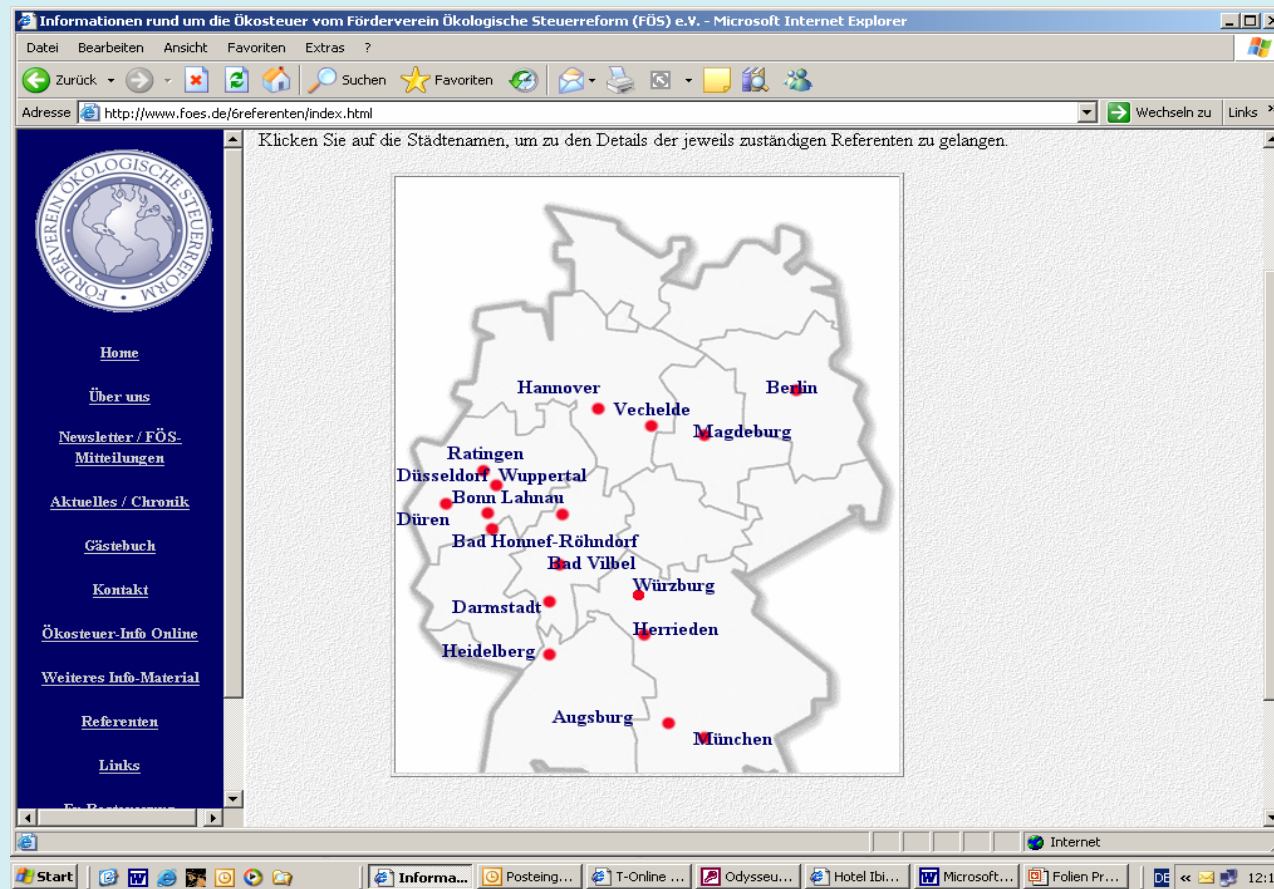 Informationen rund um die Ökosteuer vom Förderverein Ökologische Steuerreform (FÖS) e.V. - Microsoft Internet Explorer
Datei Bearbeiten Ansicht Favoriten Extras ?
Zurück Suchen Favoriten
Adresse http://www.foes.de/6referenten/index.html Wechseln zu Links
Klicken Sie auf die Städtenamen, um zu den Details der jeweils zuständigen Referenten zu gelangen.
FÖRDERVEREIN ÖKOLOGISCHE STEUERREFORM
Home
Über uns
Newsletter / FÖS-
Mitteilungen
Aktuelles / Chronik
Gästebuch
Kontakt
Ökosteuer-Info Online
Weiteres Info-Material
Referenten
Links
Hannover
Berlin
Vechelde
Magdeburg
Ratingen
Düsseldorf Wuppertal
Bonn Lahnau
Düren
Bad Honnef-Röhndorf
Bad Vilbel
Würzburg
Darmstadt
Herrieden
Heidelberg
Augsburg
München
Internet
Start Informa... Posteing... T-Online ... Odysseu... Hotel Ibi... Microsoft... Folien Pr... DE « 12:1